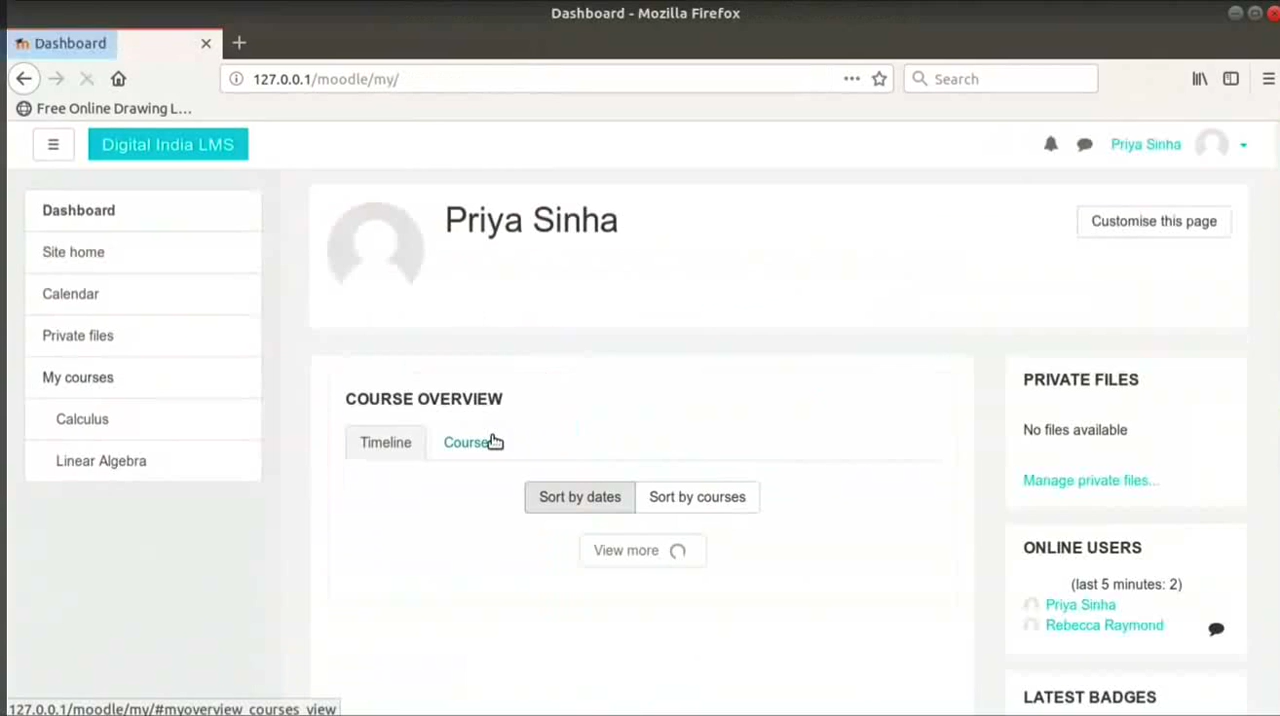 Dashboard - Mozilla Firefox
Dashboard
127.0.0.1/moodle/my/
Search
Free Online Drawing L...
Digital India LMS
Priya Sinha
Dashboard
Site home
Calendar
Private files
My courses
Calculus
Linear Algebra
Priya Sinha
Customise this page
COURSE OVERVIEW
Timeline
Course
Sort by dates
Sort by courses
View more
PRIVATE FILES
No files available
Manage private files...
ONLINE USERS
(last 5 minutes: 2)
Priya Sinha
Rebecca Raymond
LATEST BADGES
127.0.0.1/moodle/my/#myoverview_courses_view